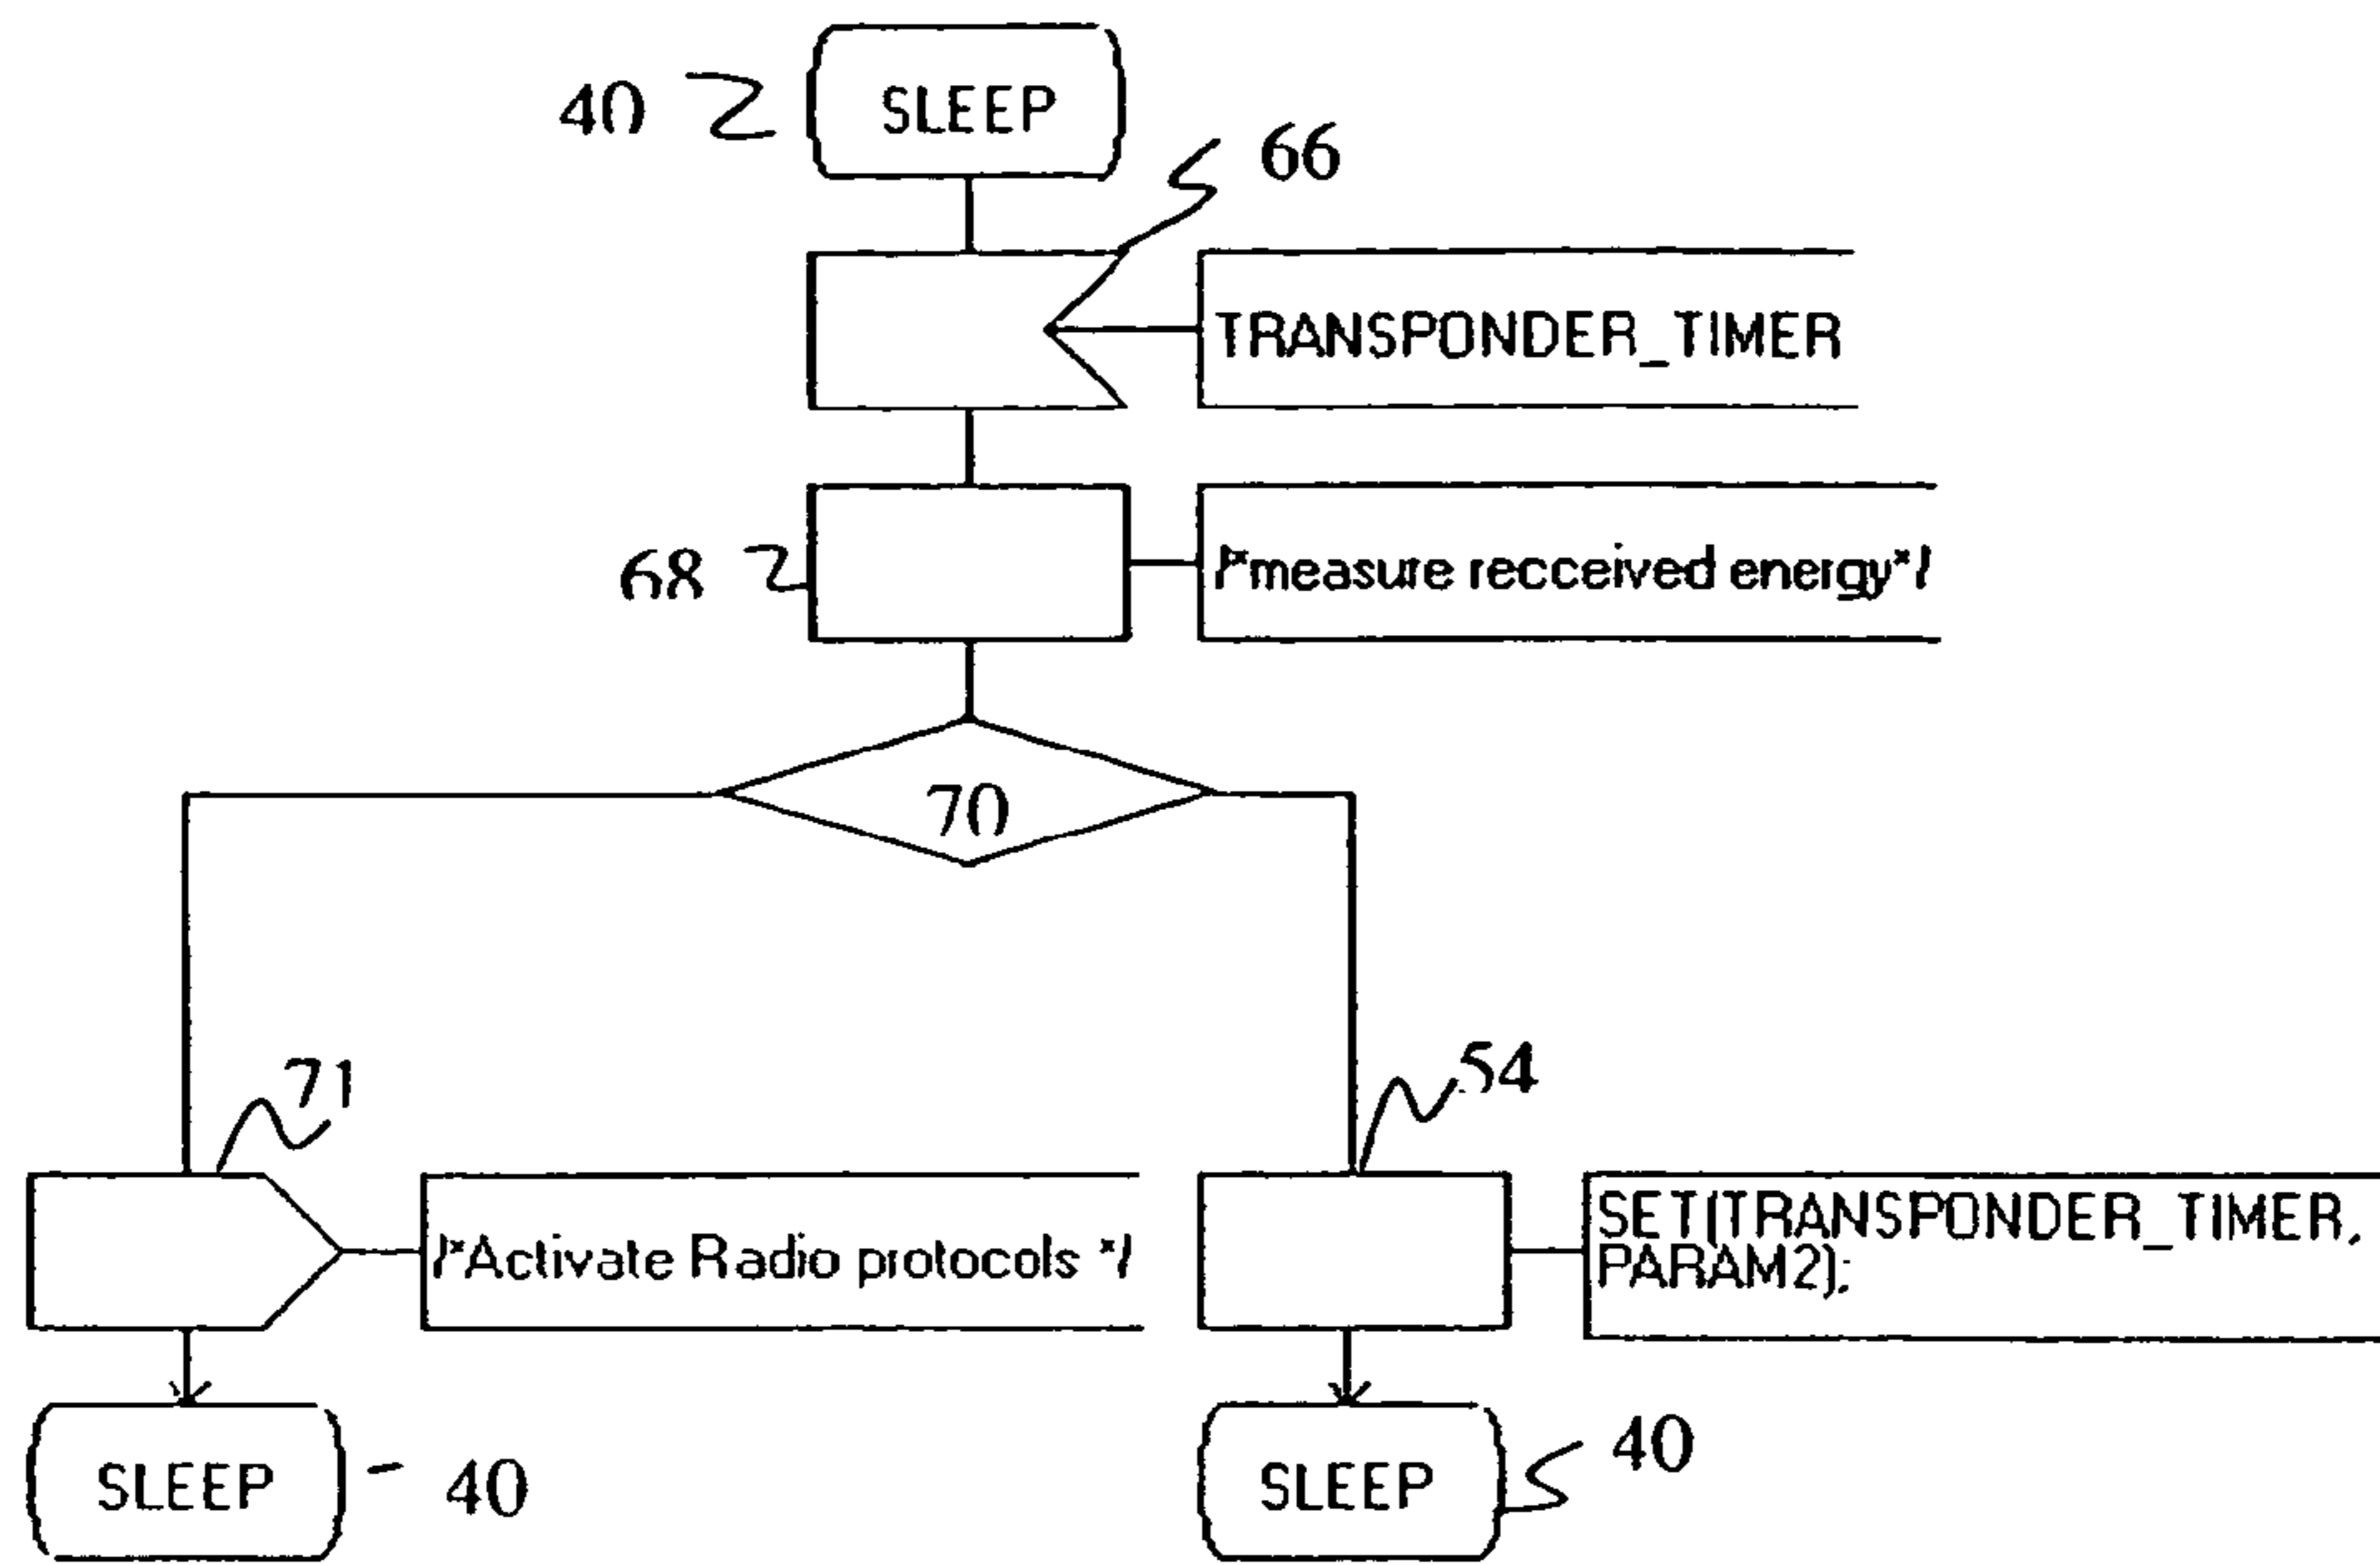 40
SLEEP
66
TRANSPONDER_TIMER
68
/*measure recceived energy*/
70
71
54
/*Activate Radio protocols */
SET(TRANSPONDER_TIMER,
PARAM2);
SLEEP
40
SLEEP
40